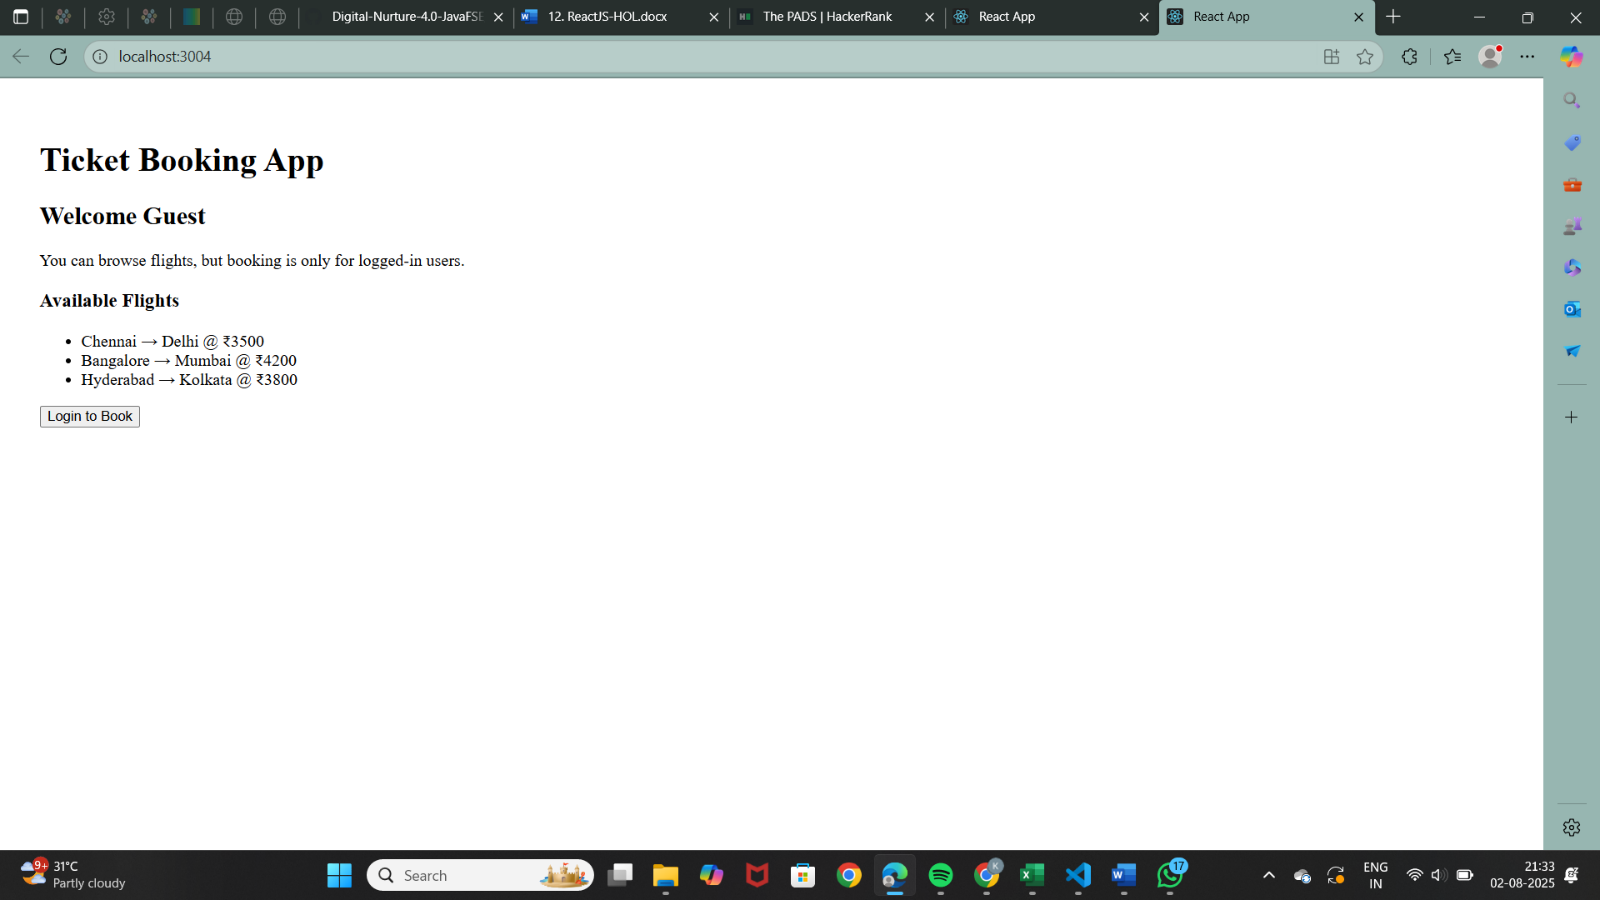 Digital-Nurture-4.0-JavaFSE
12. ReactJS-HOL.docx
The PADS | HackerRank
React App
React App
localhost:3004
Ticket Booking App
Welcome Guest
You can browse flights, but booking is only for logged-in users.
Available Flights
• Chennai → Delhi @ ₹3500
• Bangalore → Mumbai @ ₹4200
• Hyderabad → Kolkata @ ₹3800
Login to Book
9+
31°C
Partly cloudy
Search
K
17
ENG
IN
21:33
02-08-2025